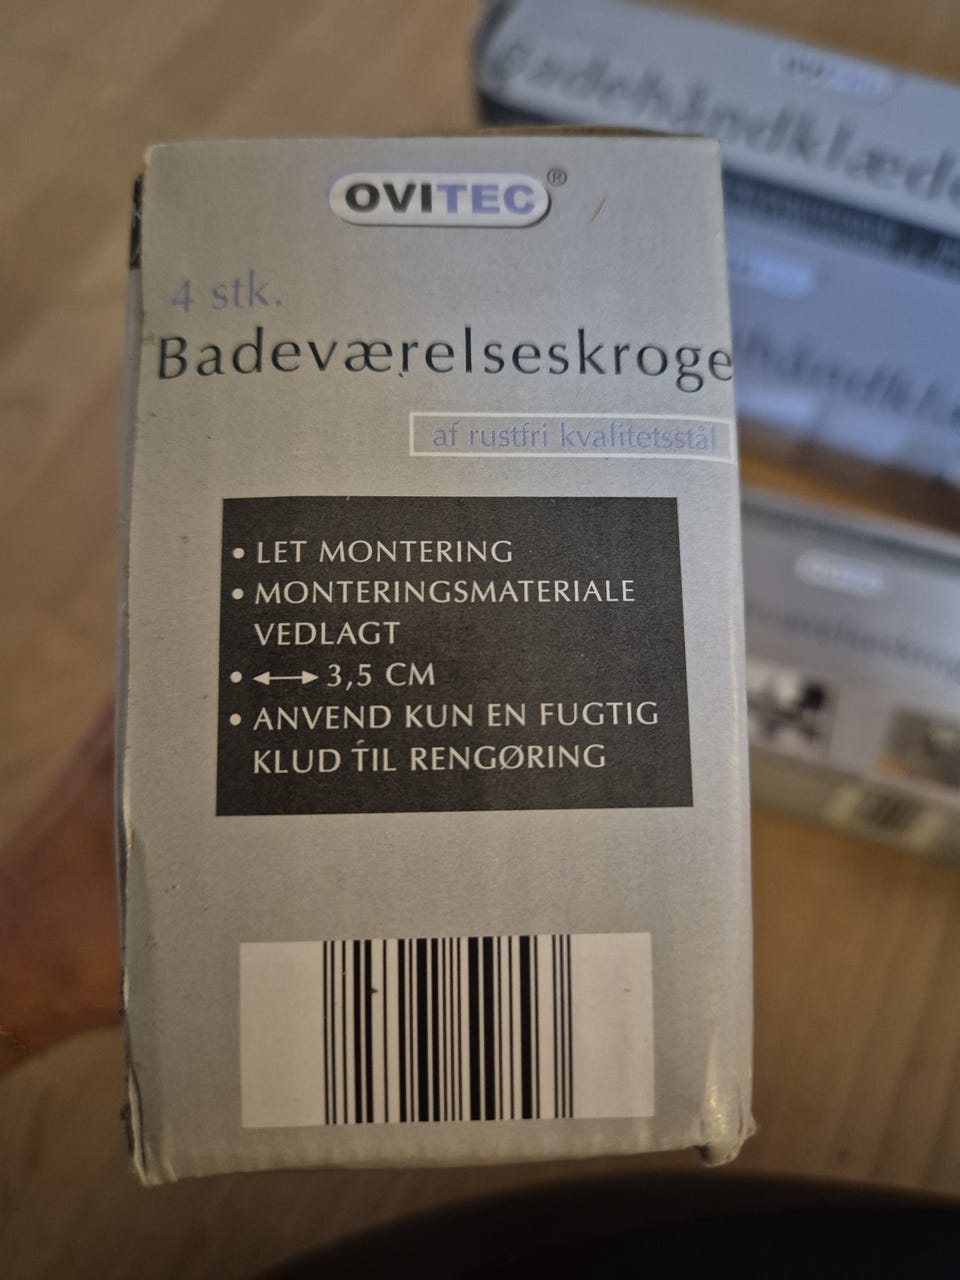 OVITEC®
4 stk.
Badeværelseskroge
af rustfri kvalitetsstål
• LET MONTERING
• MONTERINGSMATERIALE
VEDLAGT
• ⟷ 3,5 CM
• ANVEND KUN EN FUGTIG
KLUD TIL RENGØRING